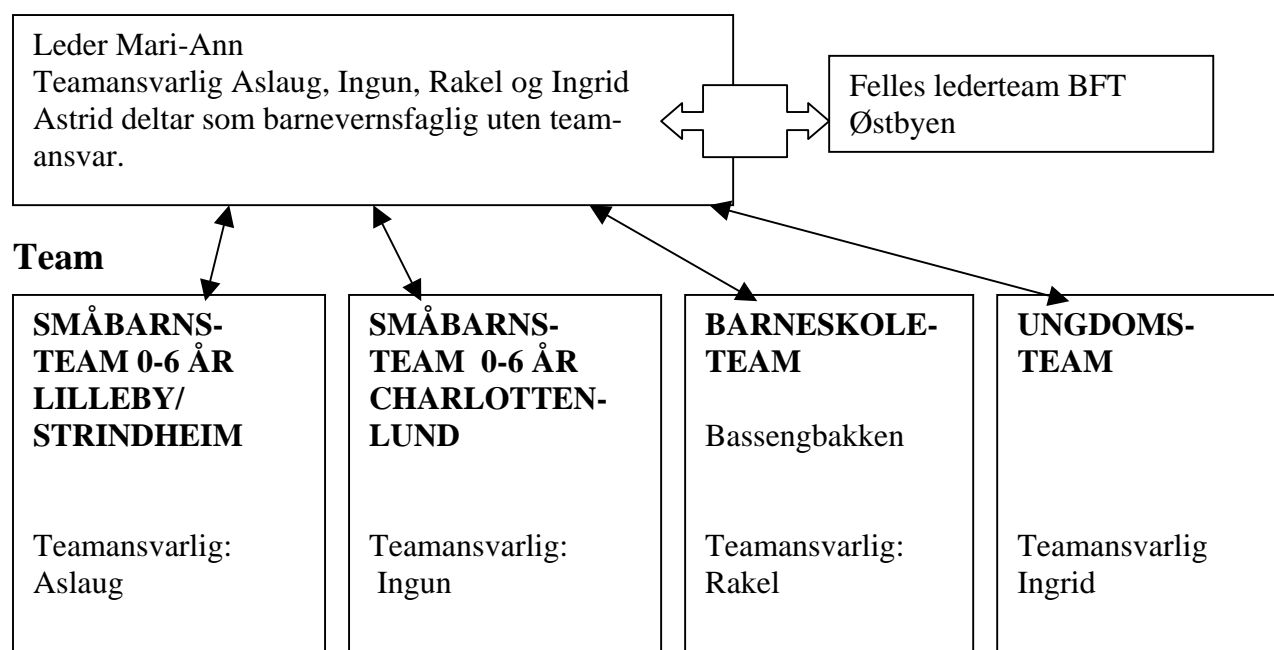 Leder Mari-Ann
Teamansvarlig Aslaug, Ingun, Rakel og Ingrid
Astrid deltar som barnevernsfaglig uten team-
ansvar.
Felles lederteam BFT
Østbyen
Team
SMÅBARNS-
TEAM 0-6 ÅR
LILLEBY/
STRINDHEIM
Teamansvarlig:
Aslaug
SMÅBARNS-
TEAM 0-6 ÅR
CHARLOTTEN-
LUND
Teamansvarlig:
Ingun
BARNESKOLE-
TEAM
Bassengbakken
Teamansvarlig:
Rakel
UNGDOMS-
TEAM
Teamansvarlig
Ingrid